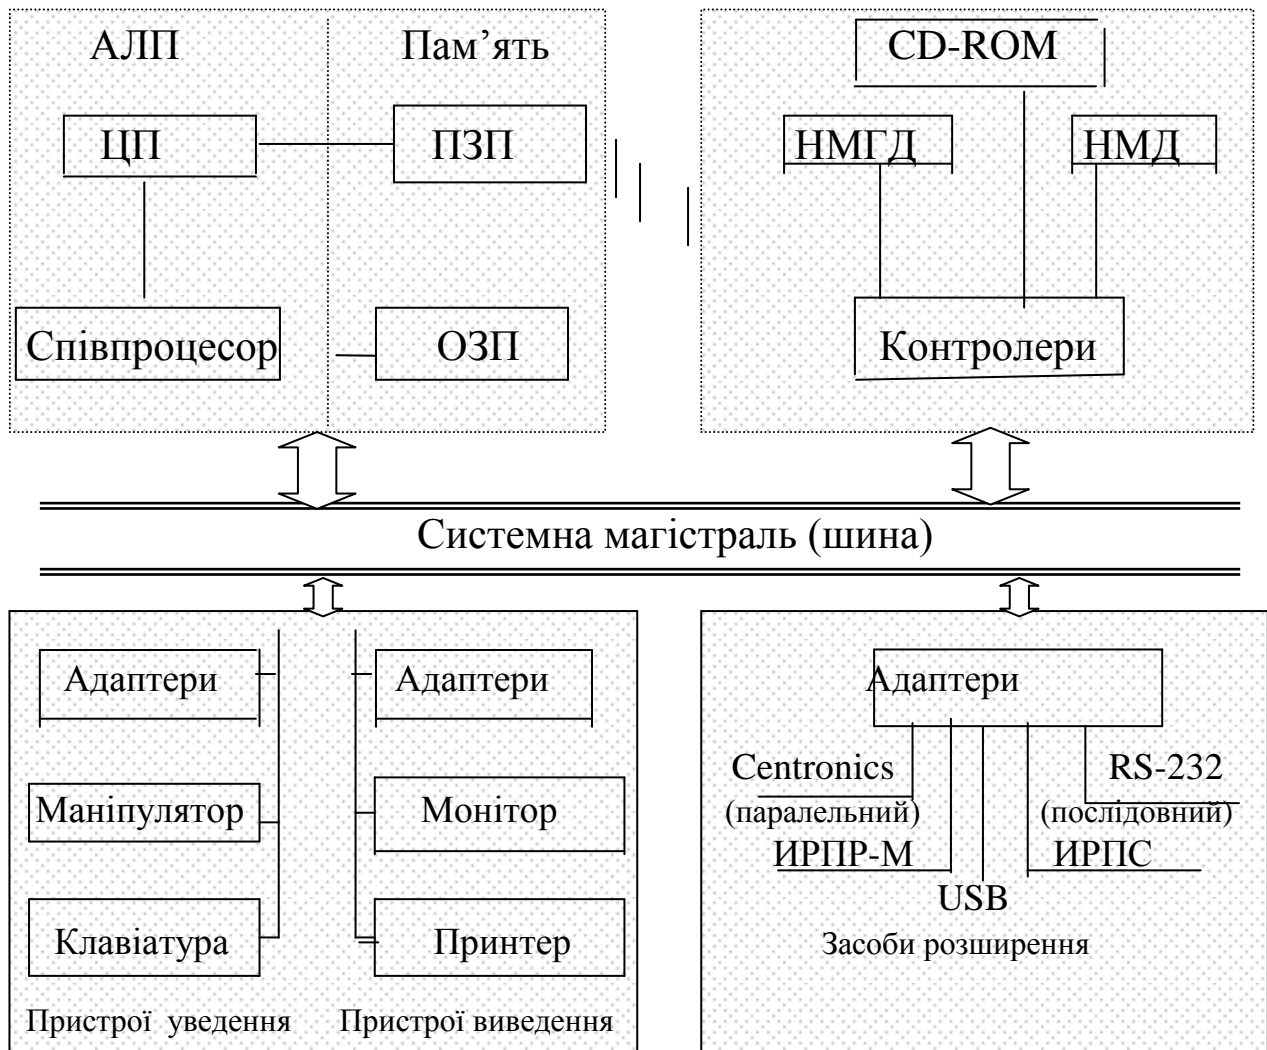 АЛП
Пам’ять
ЦП
ПЗП
Співпроцесор
ОЗП
CD-ROM
НМГД
НМД
Контролери
Системна магістраль (шина)
Адаптери
Адаптери
Маніпулятор
Монітор
Клавіатура
Принтер
Пристрої уведення
Пристрої виведення
Адаптери
Centronics
RS-232
(паралельний)
(послідовний)
ИРПР-М
ИРПС
USB
Засоби розширення